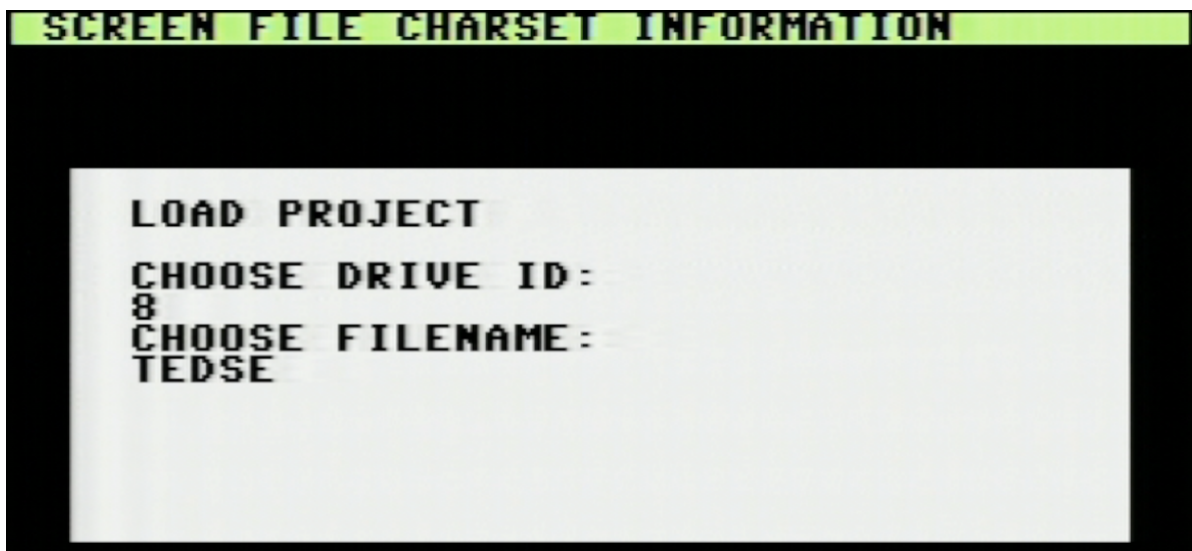 SCREEN FILE CHARSET INFORMATION
LOAD PROJECT
CHOOSE DRIVE ID:
8
CHOOSE FILENAME:
TEDSE